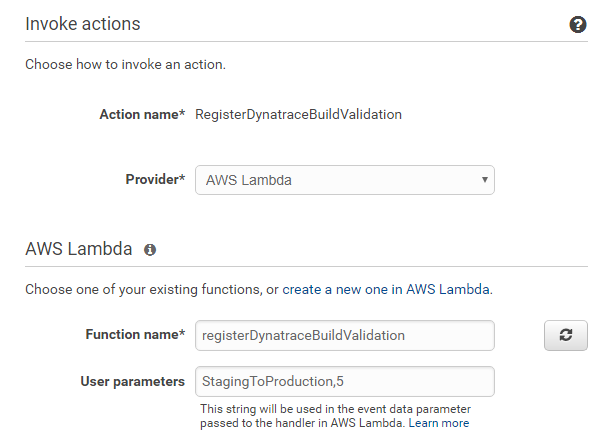 Invoke actions
Choose how to invoke an action.
Action name* RegisterDynatraceBuildValidation
Provider* AWS Lambda
AWS Lambda
Choose one of your existing functions, or create a new one in AWS Lambda.
Function name* registerDynatraceBuildValidation
User parameters StagingToProduction,5
This string will be used in the event data parameter
passed to the handler in AWS Lambda. Learn more